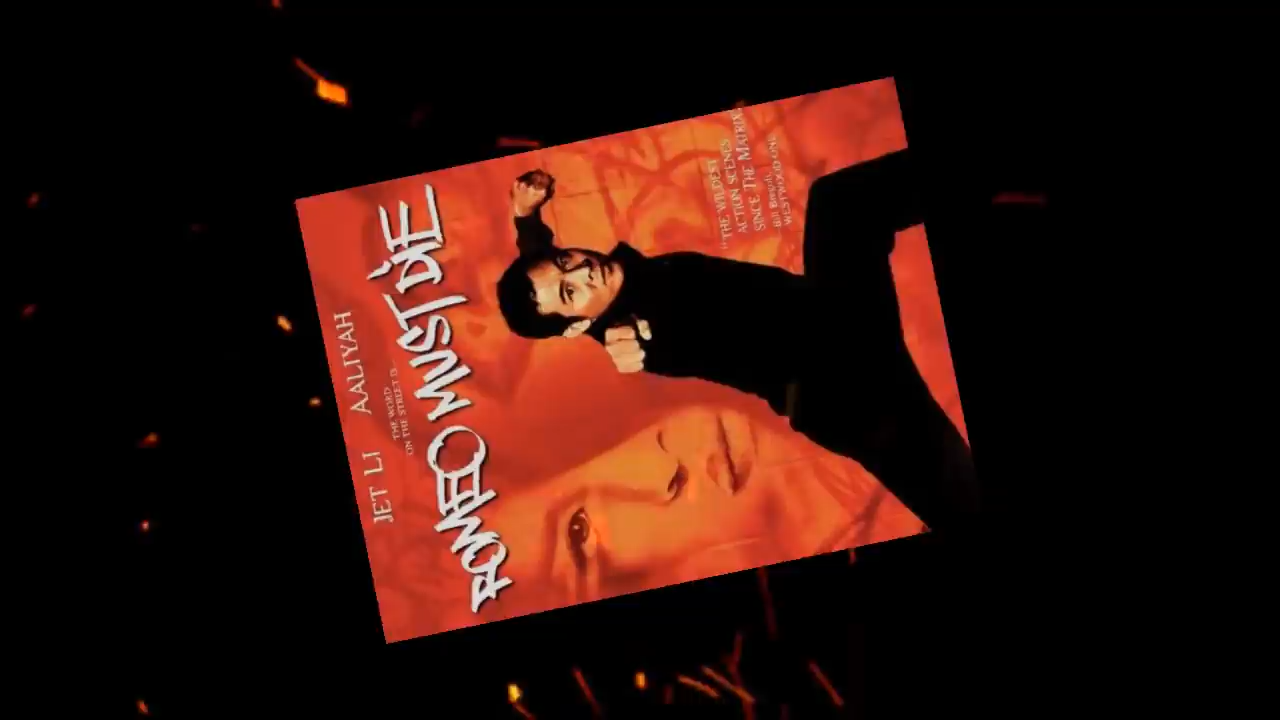 JET LI AALIYAH
THE WORD
ON THE STREET IS...
ROMEO MUST DIE
"THE WILDEST
ACTION SCENES
SINCE THE MATRIX."
WESTWOOD ONE